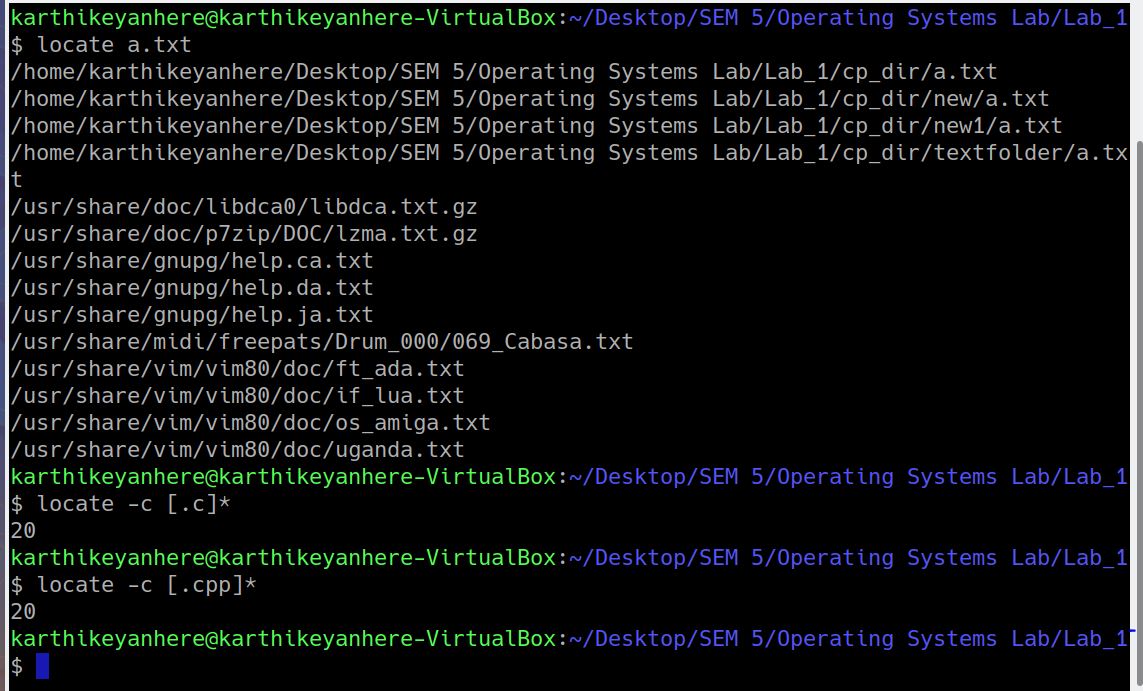 karthikeyanhere@karthikeyanhere-VirtualBox:~/Desktop/SEM 5/Operating Systems Lab/Lab_1
$ locate a.txt
/home/karthikeyanhere/Desktop/SEM 5/Operating Systems Lab/Lab_1/cp_dir/a.txt
/home/karthikeyanhere/Desktop/SEM 5/Operating Systems Lab/Lab_1/cp_dir/new/a.txt
/home/karthikeyanhere/Desktop/SEM 5/Operating Systems Lab/Lab_1/cp_dir/new1/a.txt
/home/karthikeyanhere/Desktop/SEM 5/Operating Systems Lab/Lab_1/cp_dir/textfolder/a.tx
t
/usr/share/doc/libdca0/libdca.txt.gz
/usr/share/doc/p7zip/DOC/lzma.txt.gz
/usr/share/gnupg/help.ca.txt
/usr/share/gnupg/help.da.txt
/usr/share/gnupg/help.ja.txt
/usr/share/midi/freepats/Drum_000/069_Cabasa.txt
/usr/share/vim/vim80/doc/ft_ada.txt
/usr/share/vim/vim80/doc/if_lua.txt
/usr/share/vim/vim80/doc/os_amiga.txt
/usr/share/vim/vim80/doc/uganda.txt
karthikeyanhere@karthikeyanhere-VirtualBox:~/Desktop/SEM 5/Operating Systems Lab/Lab_1
$ locate -c [.c]*
20
karthikeyanhere@karthikeyanhere-VirtualBox:~/Desktop/SEM 5/Operating Systems Lab/Lab_1
$ locate -c [.cpp]*
20
karthikeyanhere@karthikeyanhere-VirtualBox:~/Desktop/SEM 5/Operating Systems Lab/Lab_1
$